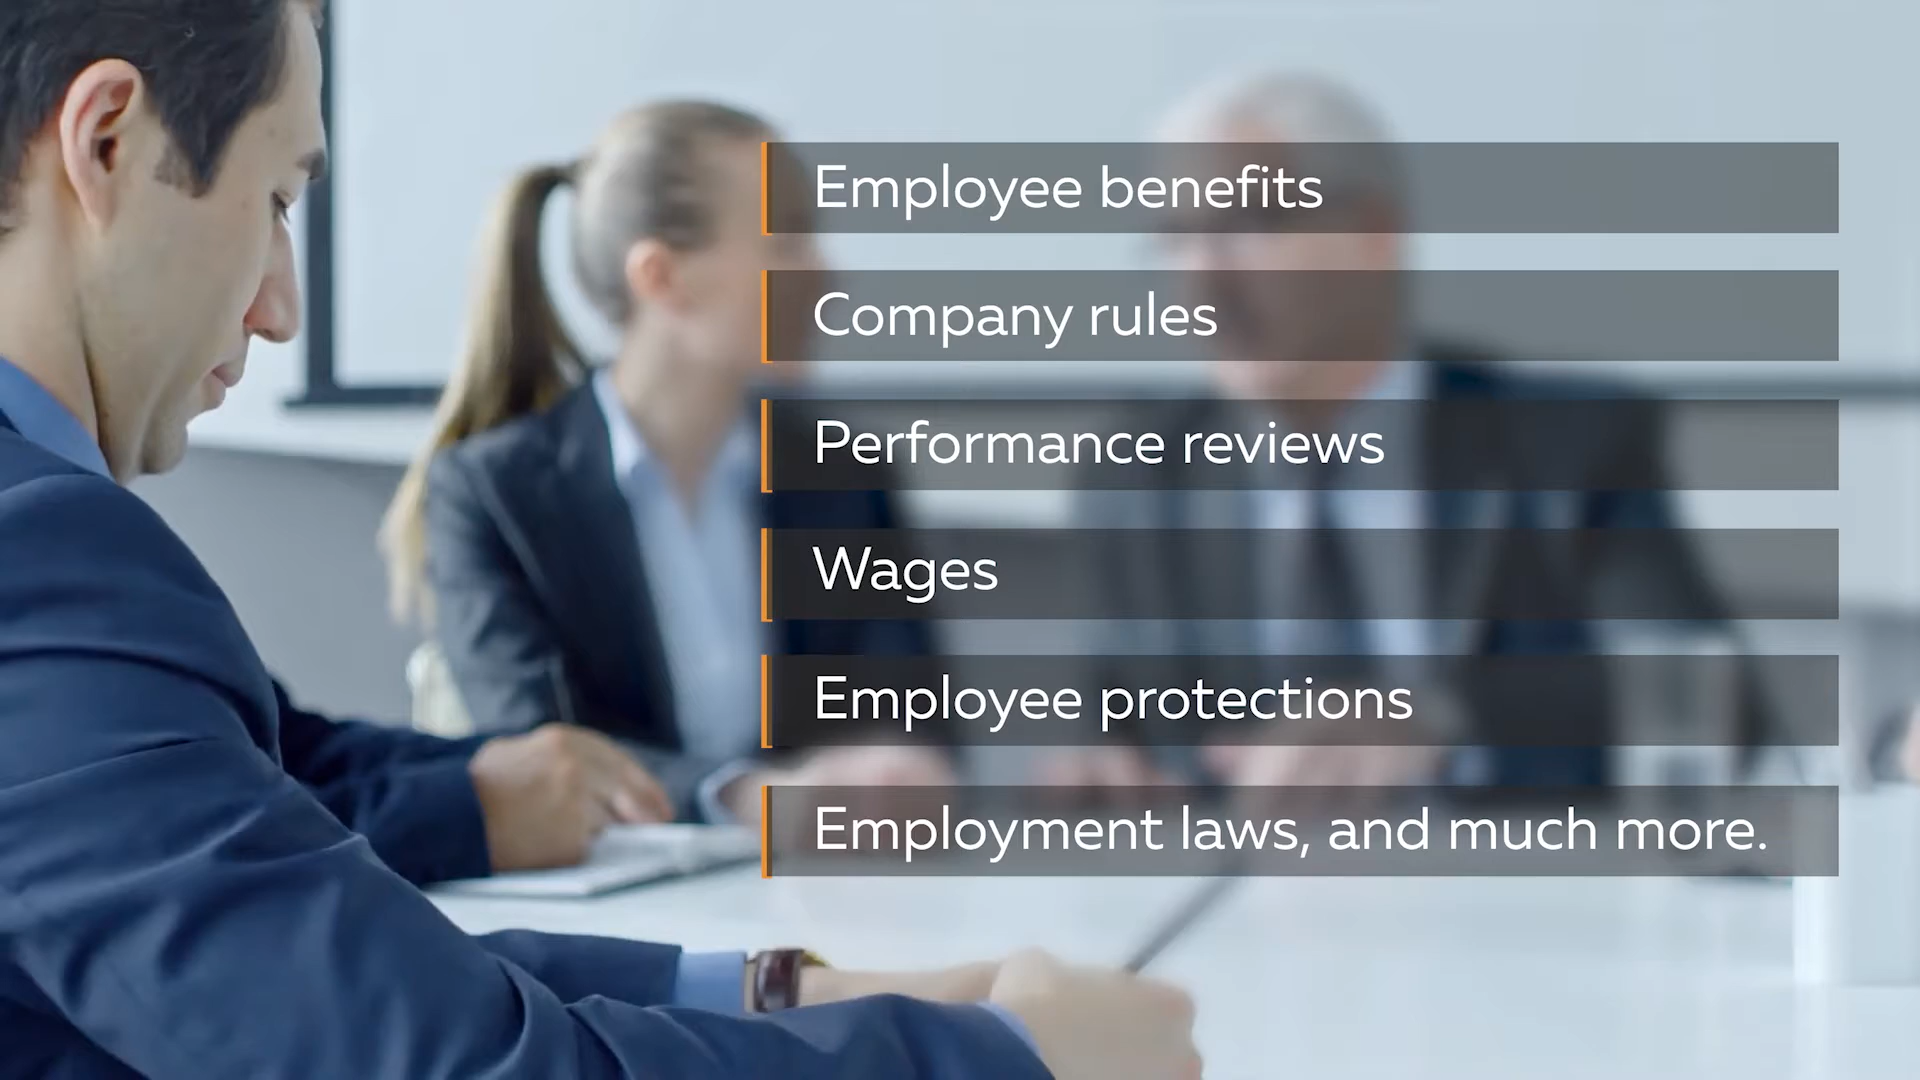 Employee benefits
Company rules
Performance reviews
Wages
Employee protections
Employment laws, and much more.